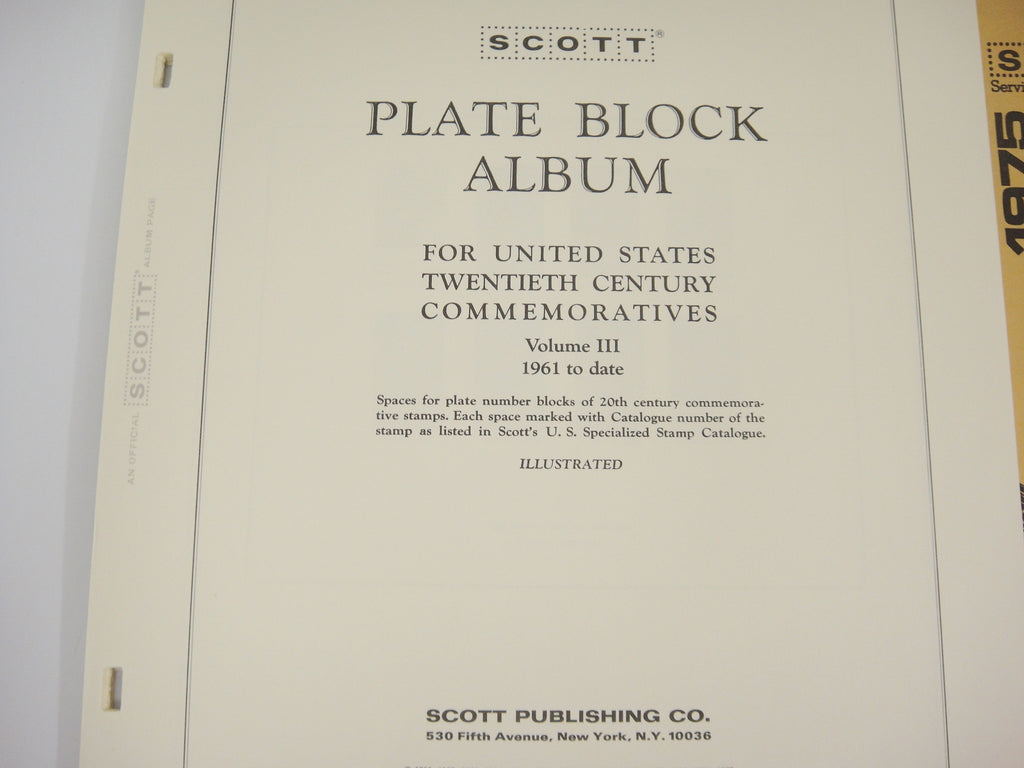 SCOTT®
PLATE BLOCK
ALBUM
FOR UNITED STATES
TWENTIETH CENTURY
COMMEMORATIVES
Volume III
1961 to date
Spaces for plate number blocks of 20th century commemora-
tive stamps. Each space marked with Catalogue number of the
stamp as listed in Scott's U. S. Specialized Stamp Catalogue.
ILLUSTRATED
SCOTT PUBLISHING CO.
530 Fifth Avenue, New York, N.Y. 10036
AN OFFICIAL SCOTT® ALBUM PAGE
S
Servi
1975